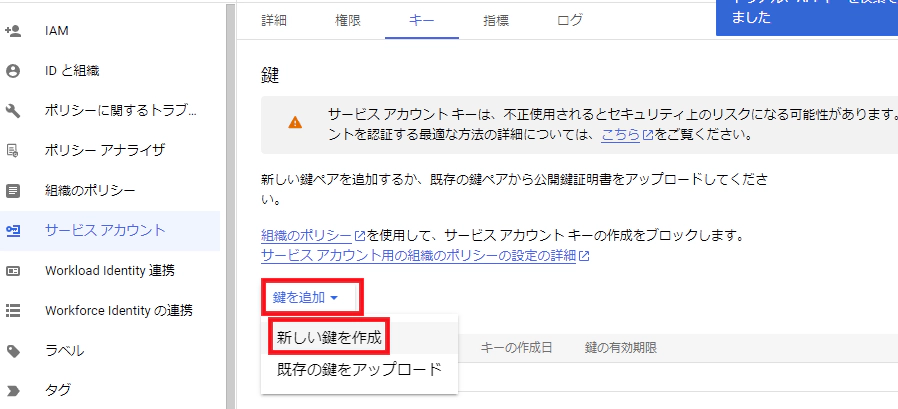 IAM
ID と組織
ポリシーに関するトラブ...
ポリシー アナライザ
組織のポリシー
サービス アカウント
Workload Identity 連携
Workforce Identity の連携
ラベル
タグ
詳細 権限 キー 指標 ログ
ました
鍵
サービス アカウント キーは、不正使用されるとセキュリティ上のリスクになる可能性があります。
ントを認証する最適な方法の詳細については、こちらをご覧ください。
新しい鍵ペアを追加するか、既存の鍵ペアから公開鍵証明書をアップロードしてくださ
い。
組織のポリシーを使用して、サービス アカウント キーの作成をブロックします。
サービス アカウント用の組織のポリシーの設定の詳細
鍵を追加
新しい鍵を作成
既存の鍵をアップロード
キーの作成日 鍵の有効期限